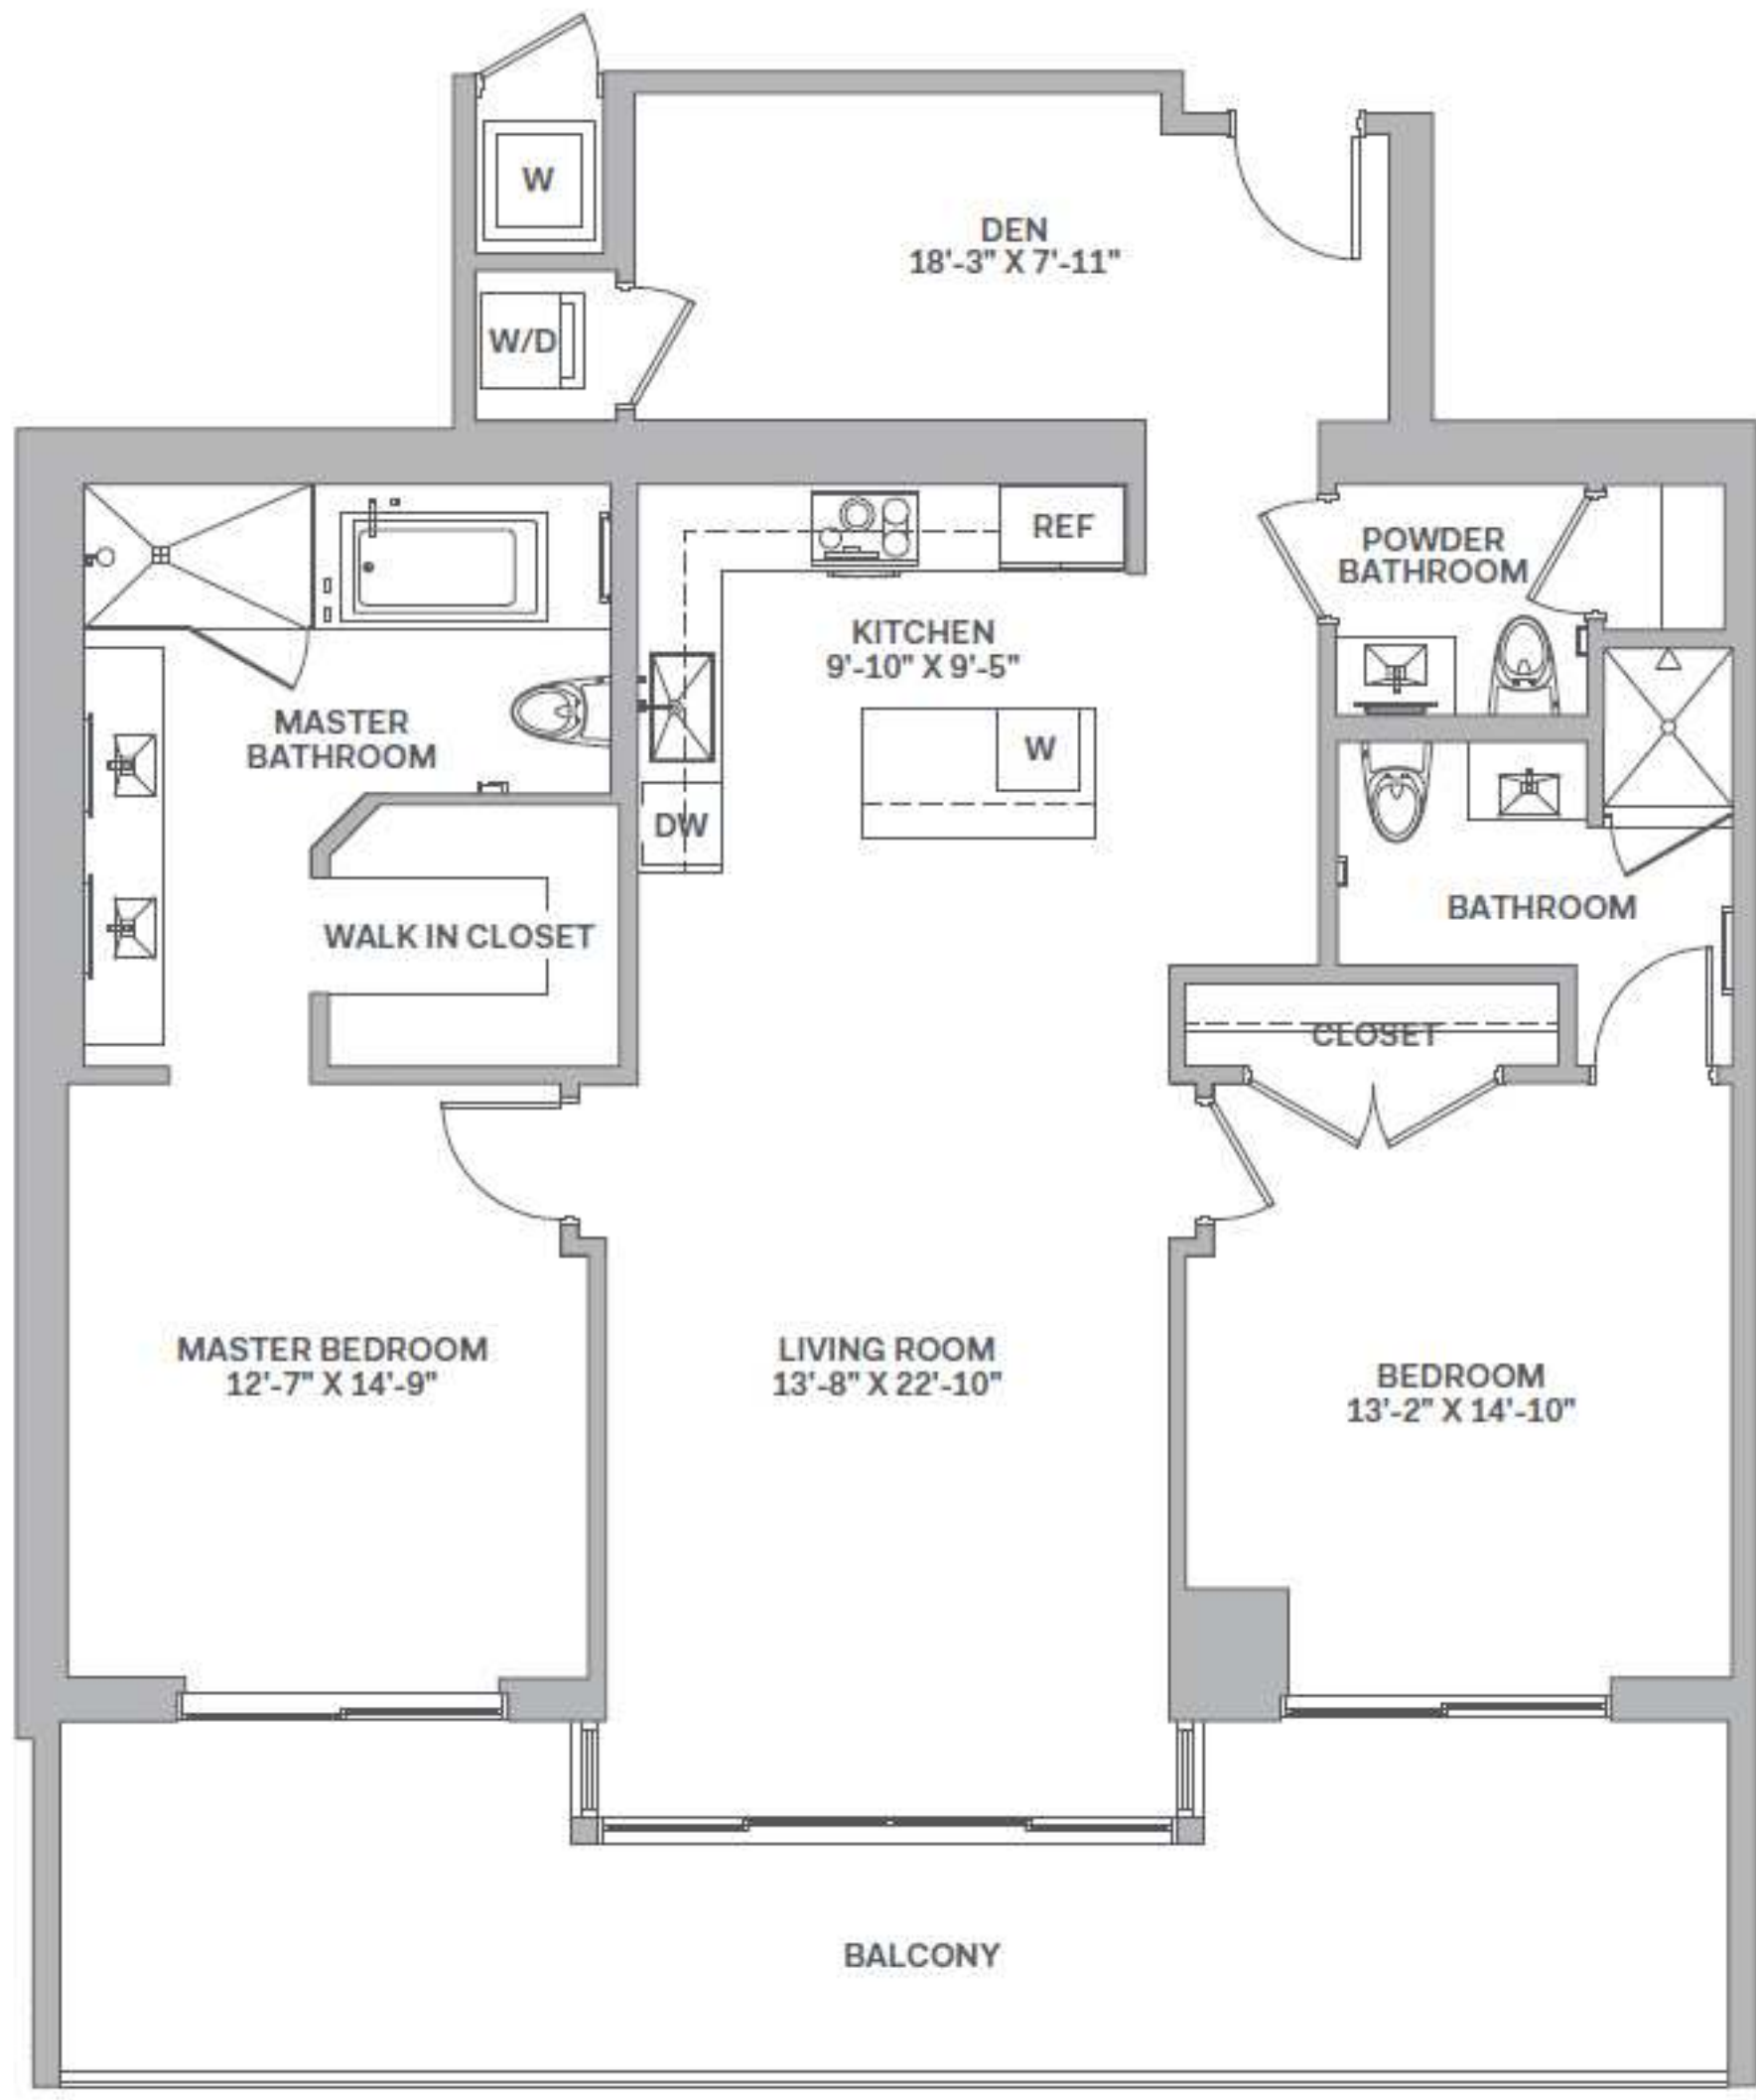 W
DEN
18'-3" X 7'-11"
W/D
REF
POWDER
BATHROOM
KITCHEN
9'-10" X 9'-5"
MASTER
BATHROOM
W
DW
BATHROOM
WALK IN CLOSET
CLOSET
MASTER BEDROOM
12'-7" X 14'-9"
LIVING ROOM
13'-8" X 22'-10"
BEDROOM
13'-2" X 14'-10"
BALCONY